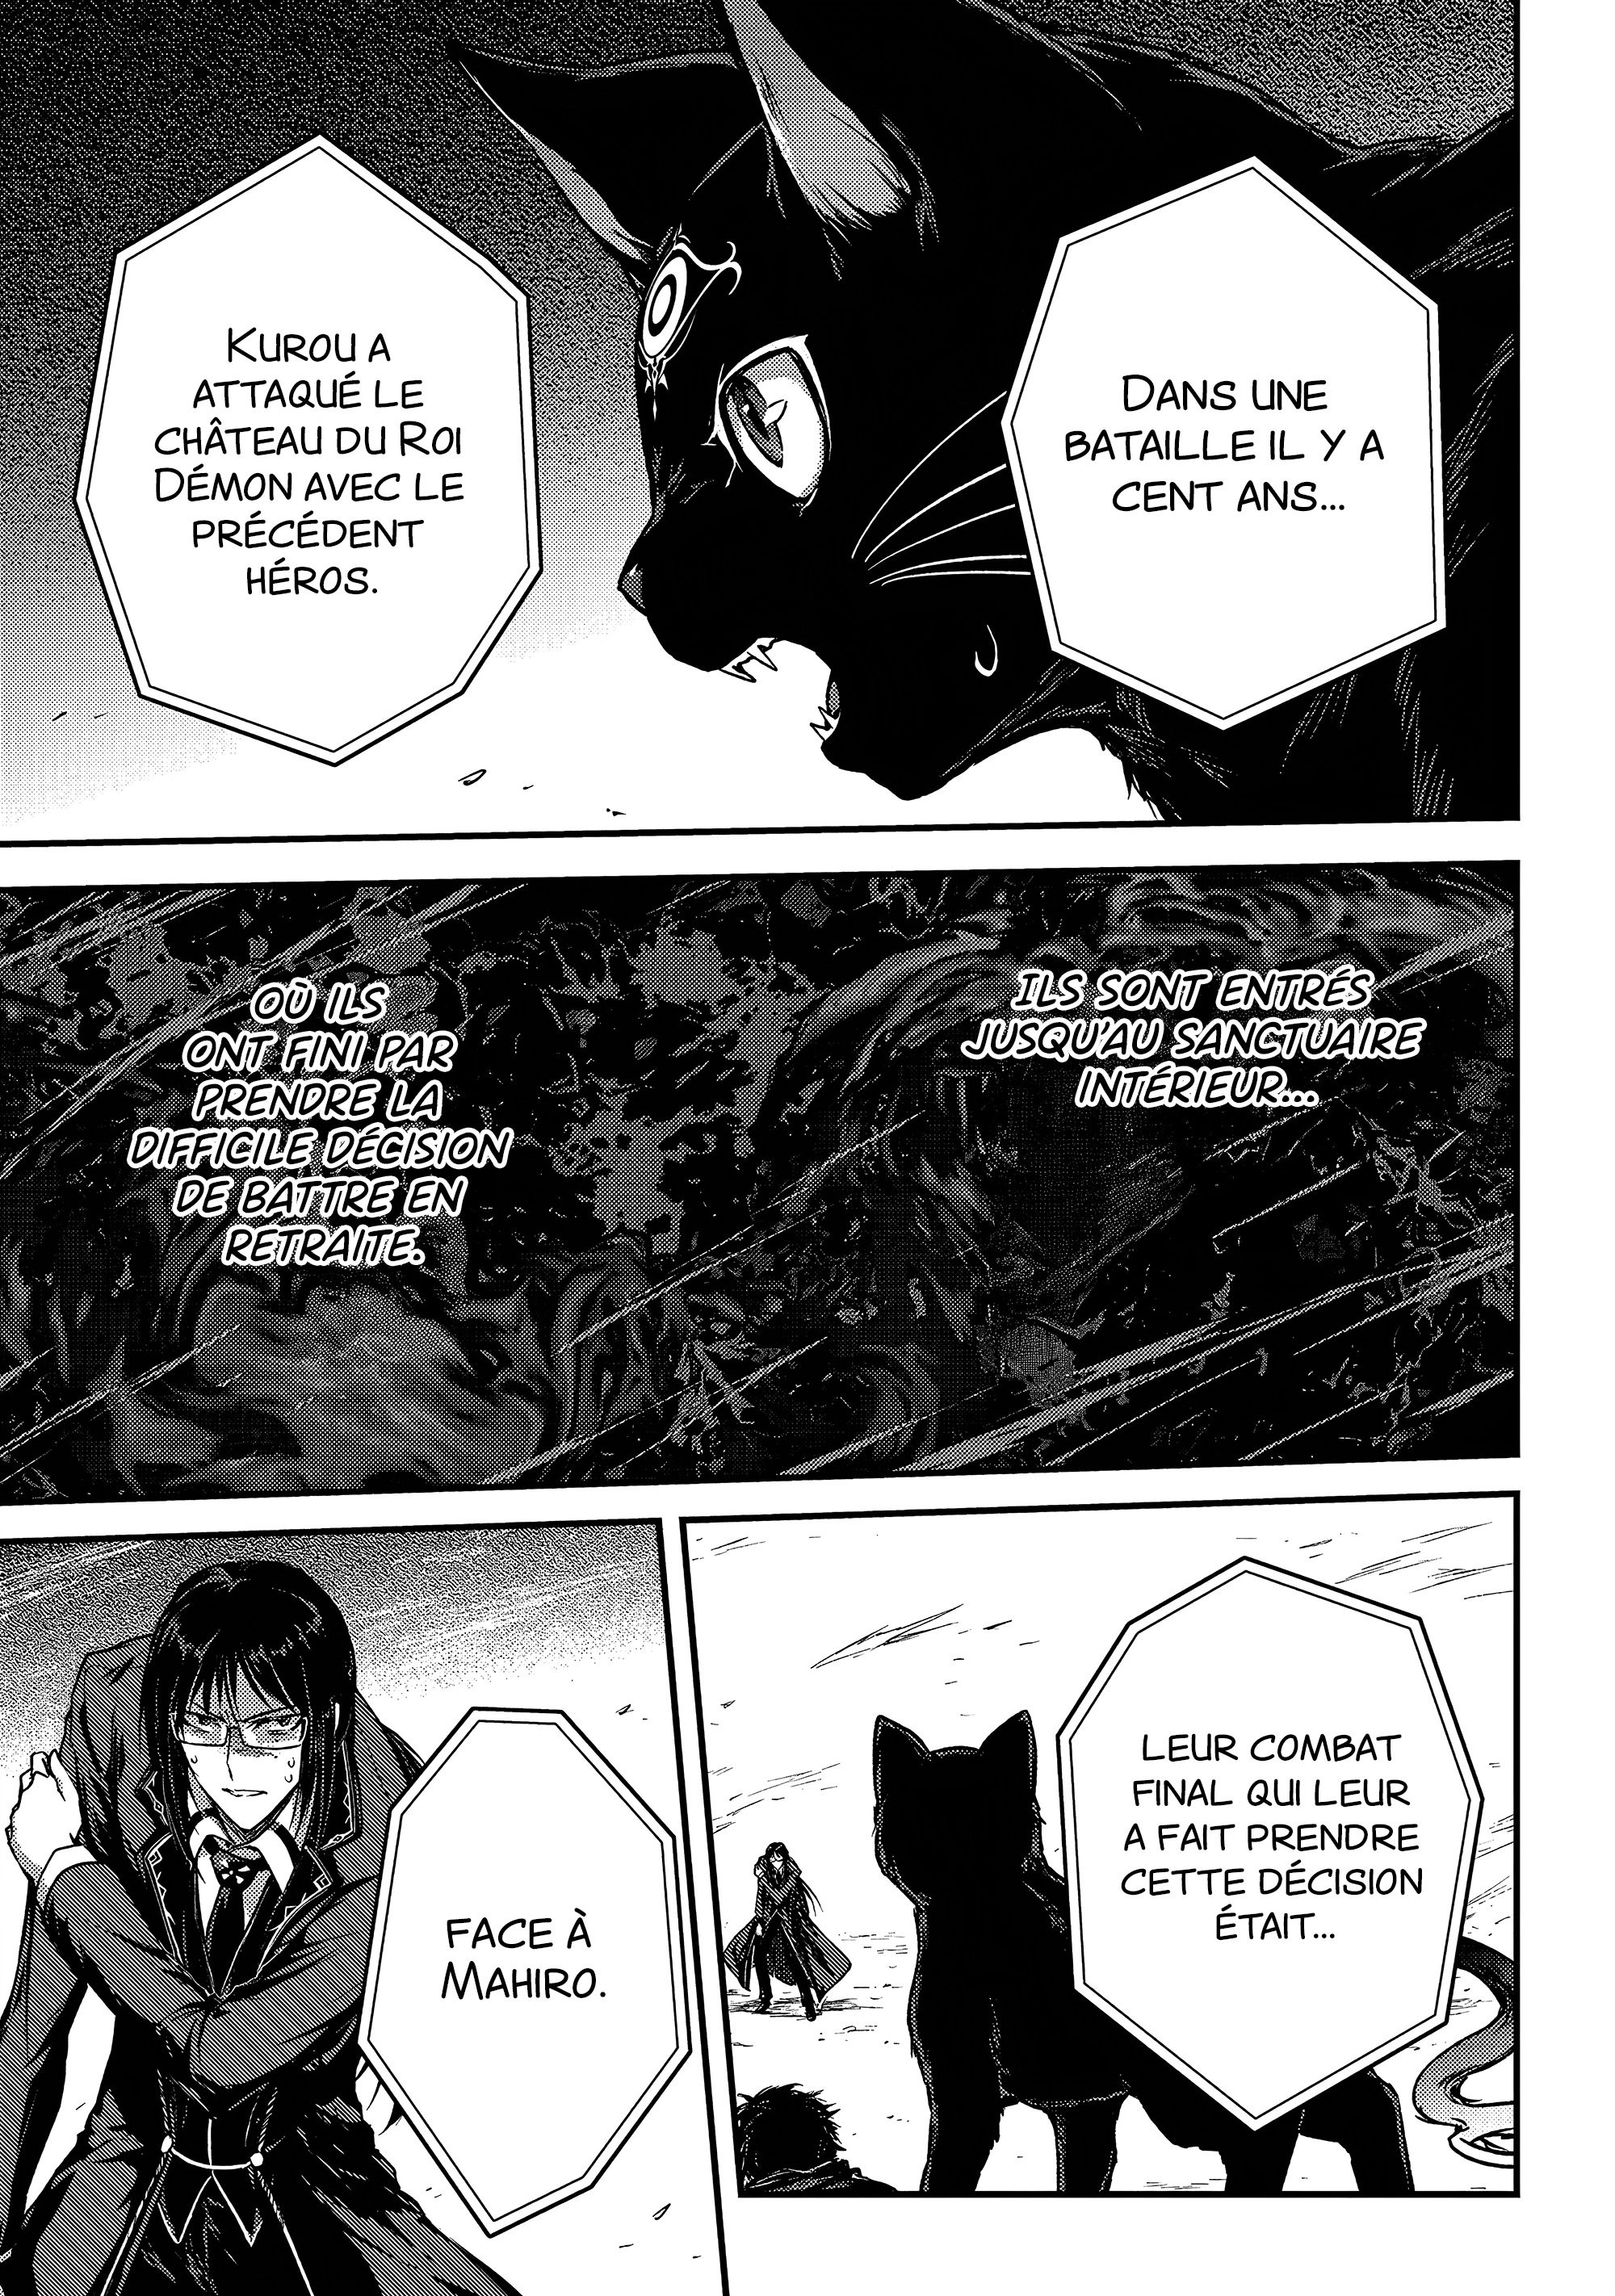 Dans une
bataille il y a
cent ans...
Kurou a
attaqué le
château du Roi
Démon avec le
précédent
héros.
Ils sont entrés
jusqu'au sanctuaire
intérieur...
Où ils
ont fini par
prendre la
difficile décision
de battre en
retraite.
leur combat
final qui leur
a fait prendre
cette décision
était...
face à
Mahiro.